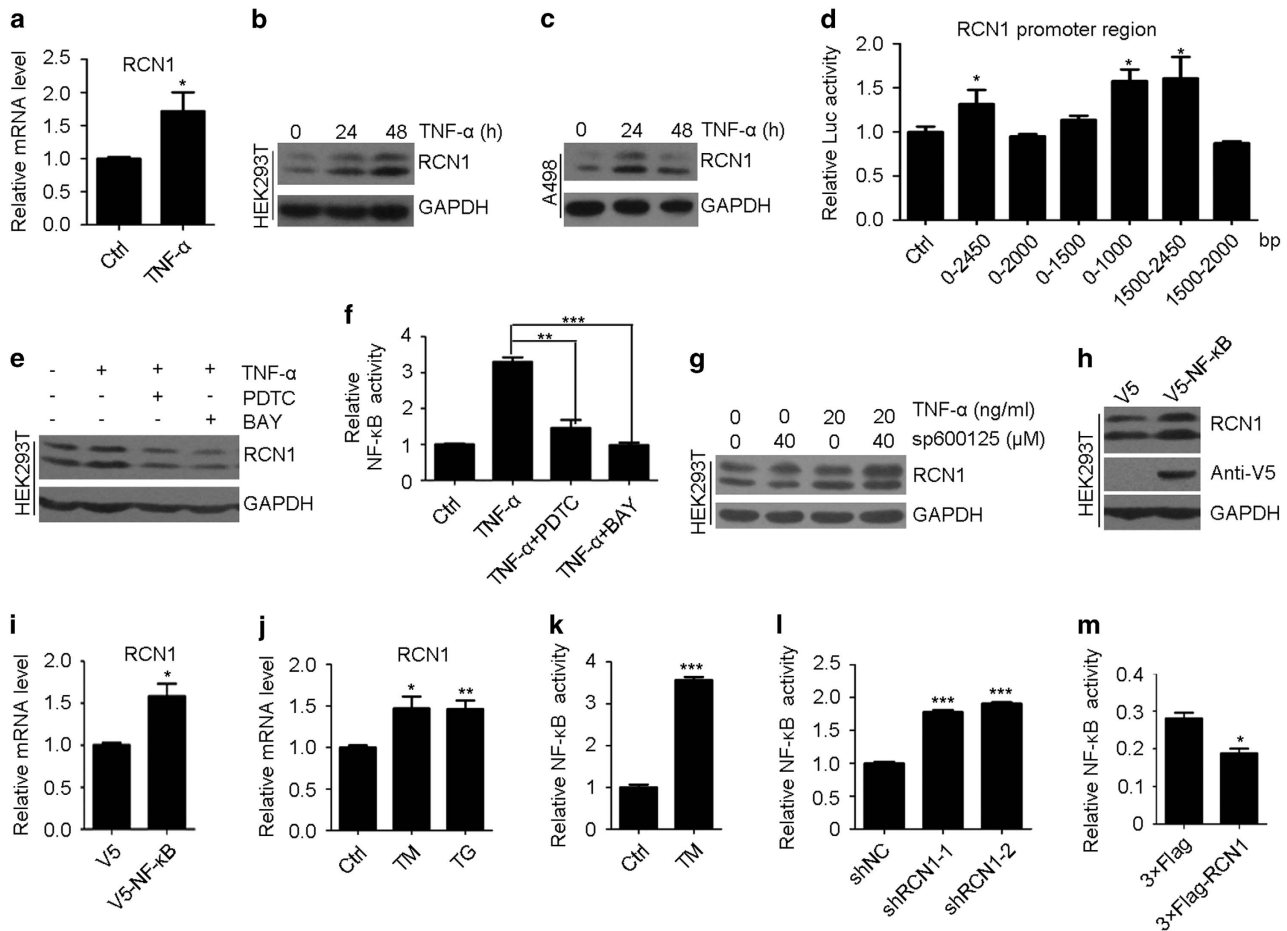 a
Relative mRNA level
RCN1
2.5
2.0
1.5
1.0
0.5
0.0
*
Ctrl
TNF-α
b
0 24 48 TNF-α (h)
HEK293T
RCN1
GAPDH
c
0 24 48 TNF-α (h)
A498
RCN1
GAPDH
d
RCN1 promoter region
Relative Luc activity
2.0
1.5
1.0
0.5
0.0
* * *
Ctrl
0-2450
0-2000
0-1500
0-1000
1500-2450
1500-2000
bp
e
- + + + TNF-α
- - + - PDTC
- - - + BAY
HEK293T
RCN1
GAPDH
f
Relative
NF-κB activity
4
3
2
1
0
***
**
Ctrl
TNF-α
TNF-α+PDTC
TNF-α+BAY
g
0 0 20 20 TNF-α (ng/ml)
0 40 0 40 sp600125 (μM)
HEK293T
RCN1
GAPDH
h
V5
V5-NF-κB
HEK293T
RCN1
Anti-V5
GAPDH
i
Relative mRNA level
RCN1
2.0
1.5
1.0
0.5
0.0
*
V5
V5-NF-κB
j
Relative mRNA level
RCN1
2.0
1.5
1.0
0.5
0.0
* **
Ctrl
TM
TG
k
Relative NF-κB activity
4
3
2
1
0
***
Ctrl
TM
l
Relative NF-κB activity
2.5
2.0
1.5
1.0
0.5
0
*** ***
shNC
shRCN1-1
shRCN1-2
m
Relative NF-κB activity
0.4
0.3
0.2
0.1
0
*
3×Flag
3×Flag-RCN1